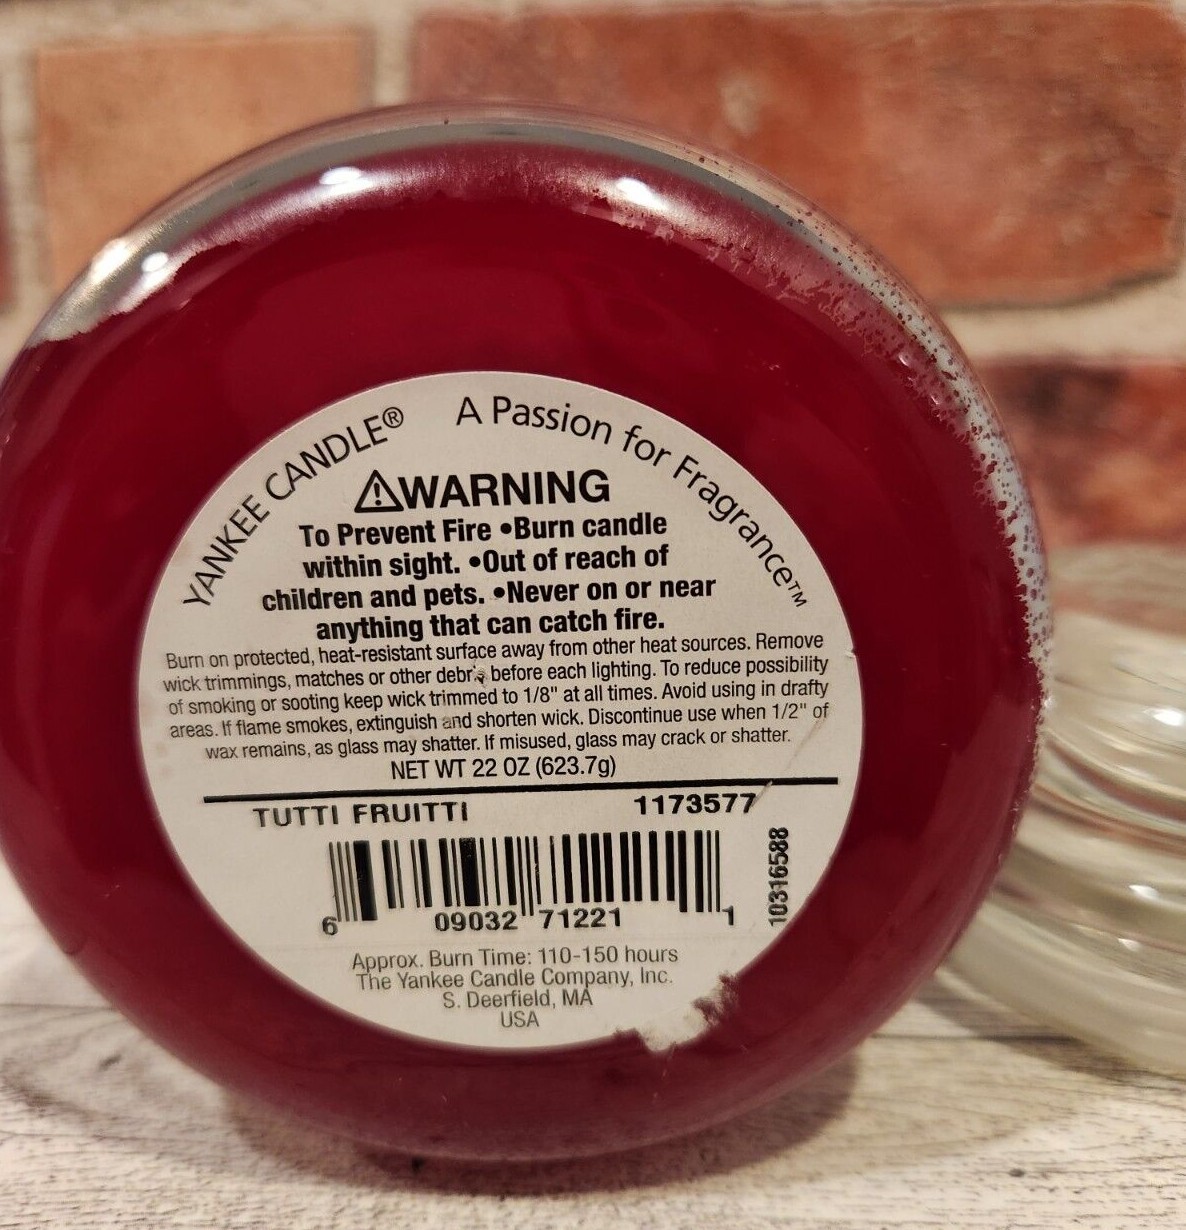 YANKEE CANDLE® A Passion for Fragrance™
⚠WARNING
To Prevent Fire •Burn candle
within sight. •Out of reach of
children and pets. •Never on or near
anything that can catch fire.
Burn on protected, heat-resistant surface away from other heat sources. Remove
wick trimmings, matches or other debris before each lighting. To reduce possibility
of smoking or sooting keep wick trimmed to 1/8" at all times. Avoid using in drafty
areas. If flame smokes, extinguish and shorten wick. Discontinue use when 1/2" of
wax remains, as glass may shatter. If misused, glass may crack or shatter.
NET WT 22 OZ (623.7g)
TUTTI FRUITTI 1173577
6 09032 71221 1
10316588
Approx. Burn Time: 110-150 hours
The Yankee Candle Company, Inc.
S. Deerfield, MA
USA